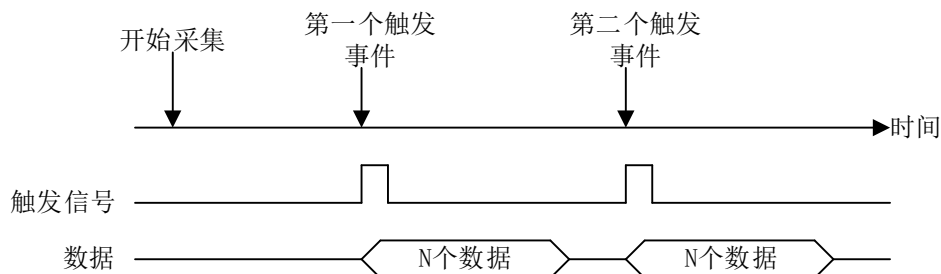 开始采集
第一个触发
事件
第二个触发
事件
时间
触发信号
数据
N个数据
N个数据